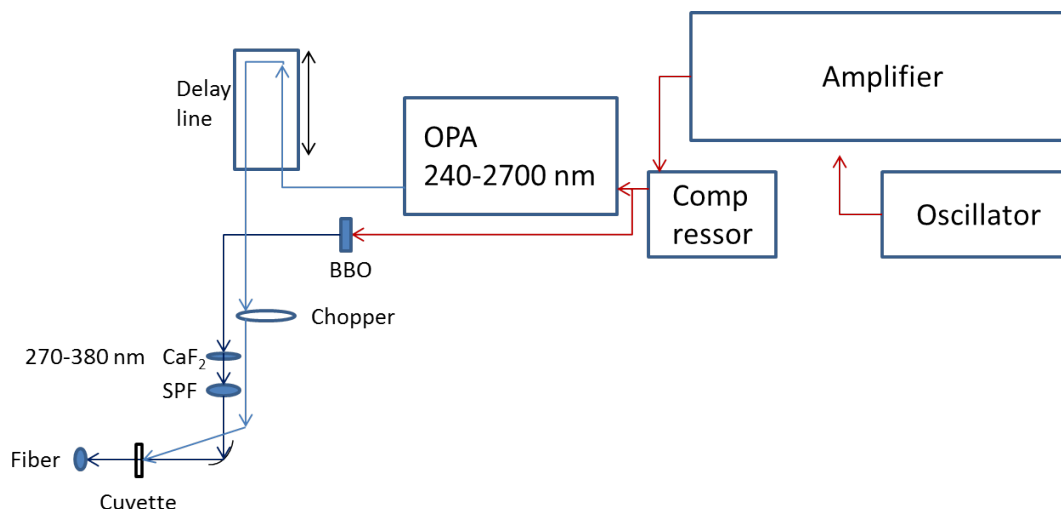 Amplifier
Delay
line
OPA
240-2700 nm
Comp
ressor
Oscillator
BBO
Chopper
270-380 nm
CaF₂
SPF
Fiber
Cuvette